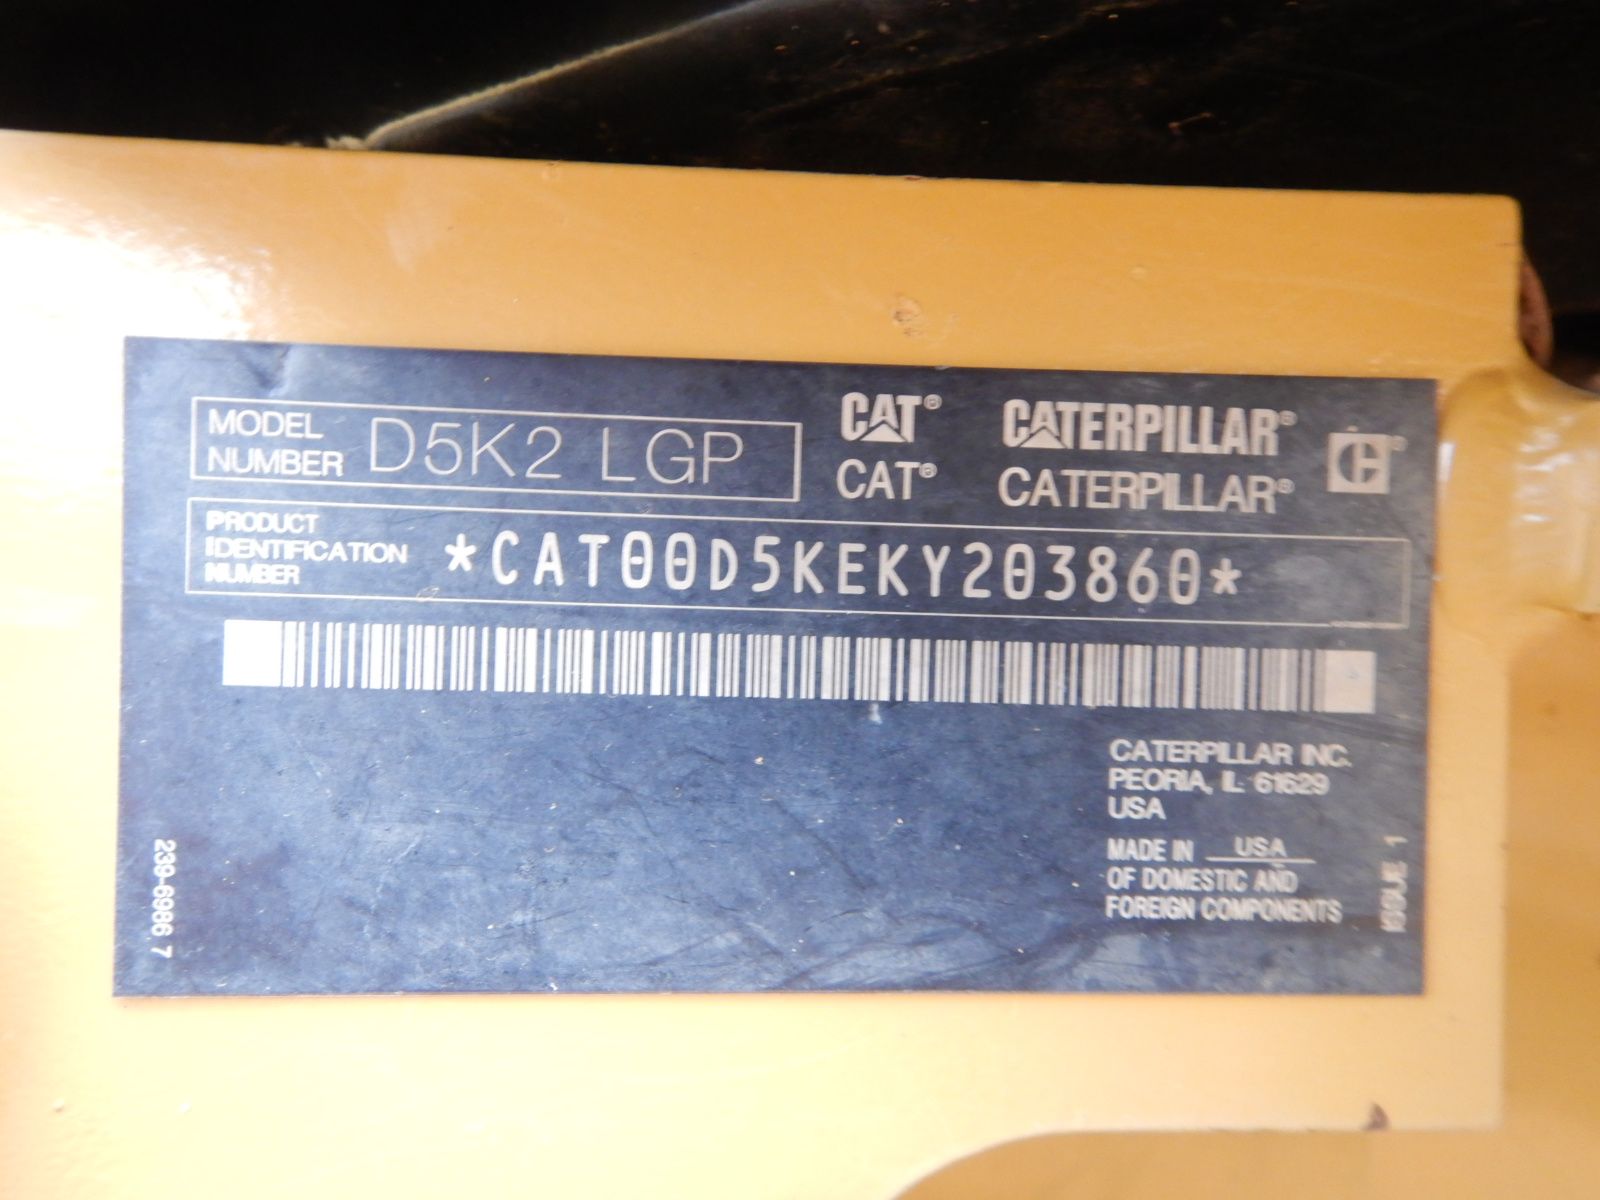 MODEL
NUMBER D5K2 LGP
CAT® CATERPILLAR®
CAT® CATERPILLAR®
PRODUCT
IDENTIFICATION
NUMBER
*CAT00D5KEKY203860*
CATERPILLAR INC.
PEORIA, IL 61629
USA
MADE IN USA
OF DOMESTIC AND
FOREIGN COMPONENTS
239-6986 7
ISSUE 1